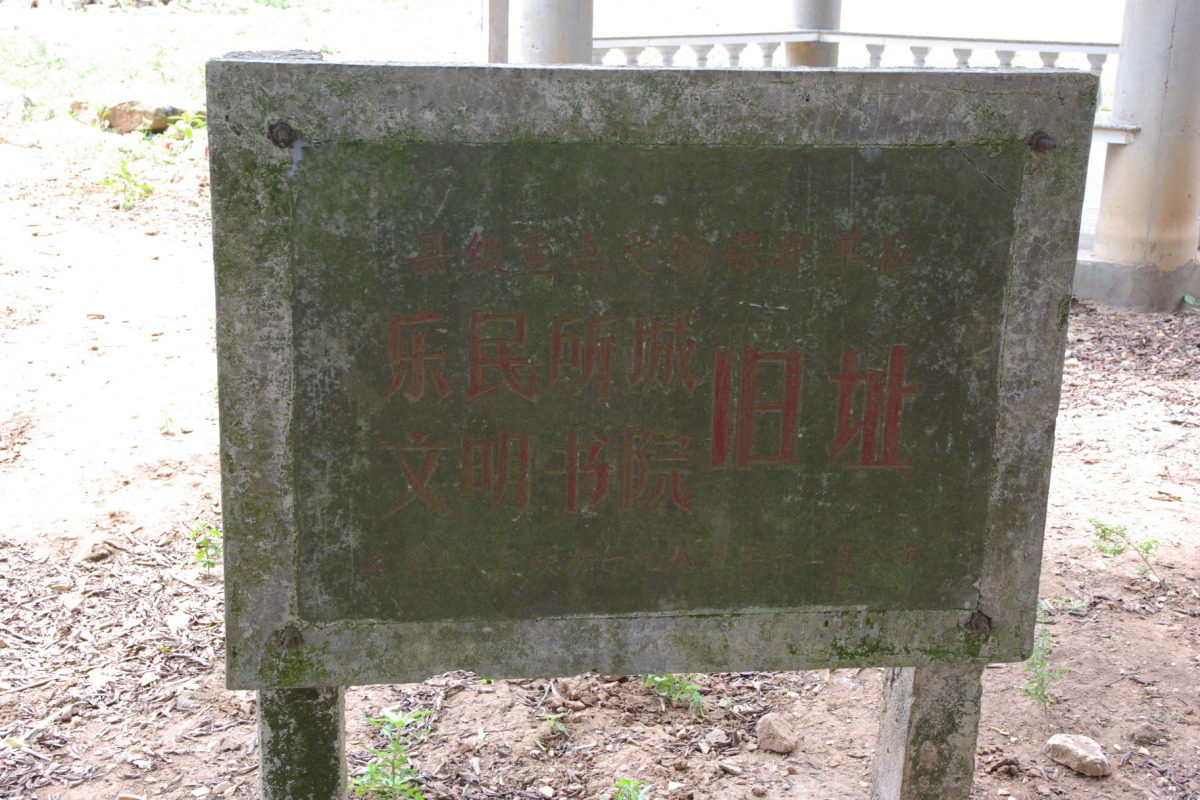 县级重点文物保护单位
乐民所城
文明书院
旧址